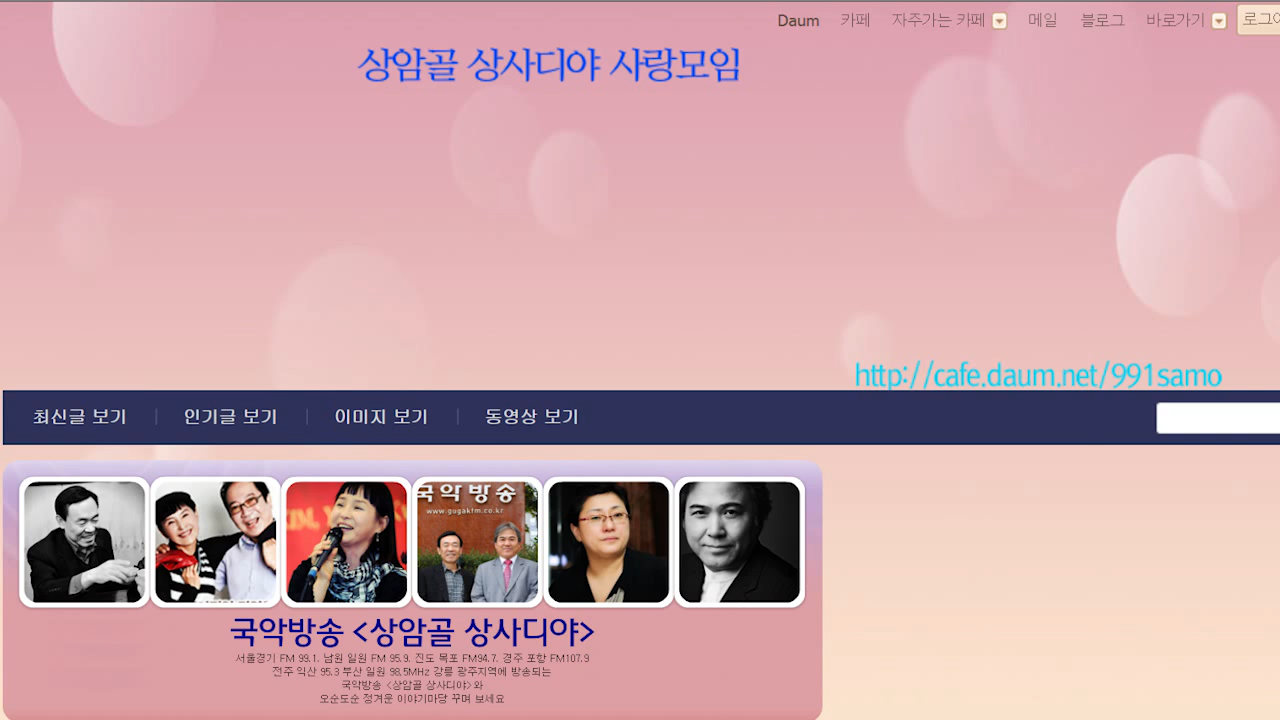 Daum 카페 자주가는 카페 메일 블로그 바로가기
상암골 상사디야 사랑모임
http://cafe.daum.net/991samo
최신글 보기 | 인기글 보기 | 이미지 보기 | 동영상 보기
국악방송
www.gugakfm.co.kr
국악방송 <상암골 상사디야>
서울경기 FM 99.1. 남원 일원 FM 95.9. 진도 목포 FM94.7. 경주 포항 FM107.9
전주 익산 95.3 부산 일원 98.5MHz 강릉 광주지역에 방송되는
국악방송 <상암골 상사디야>와
오순도순 정겨운 이야기마당 꾸며 보세요